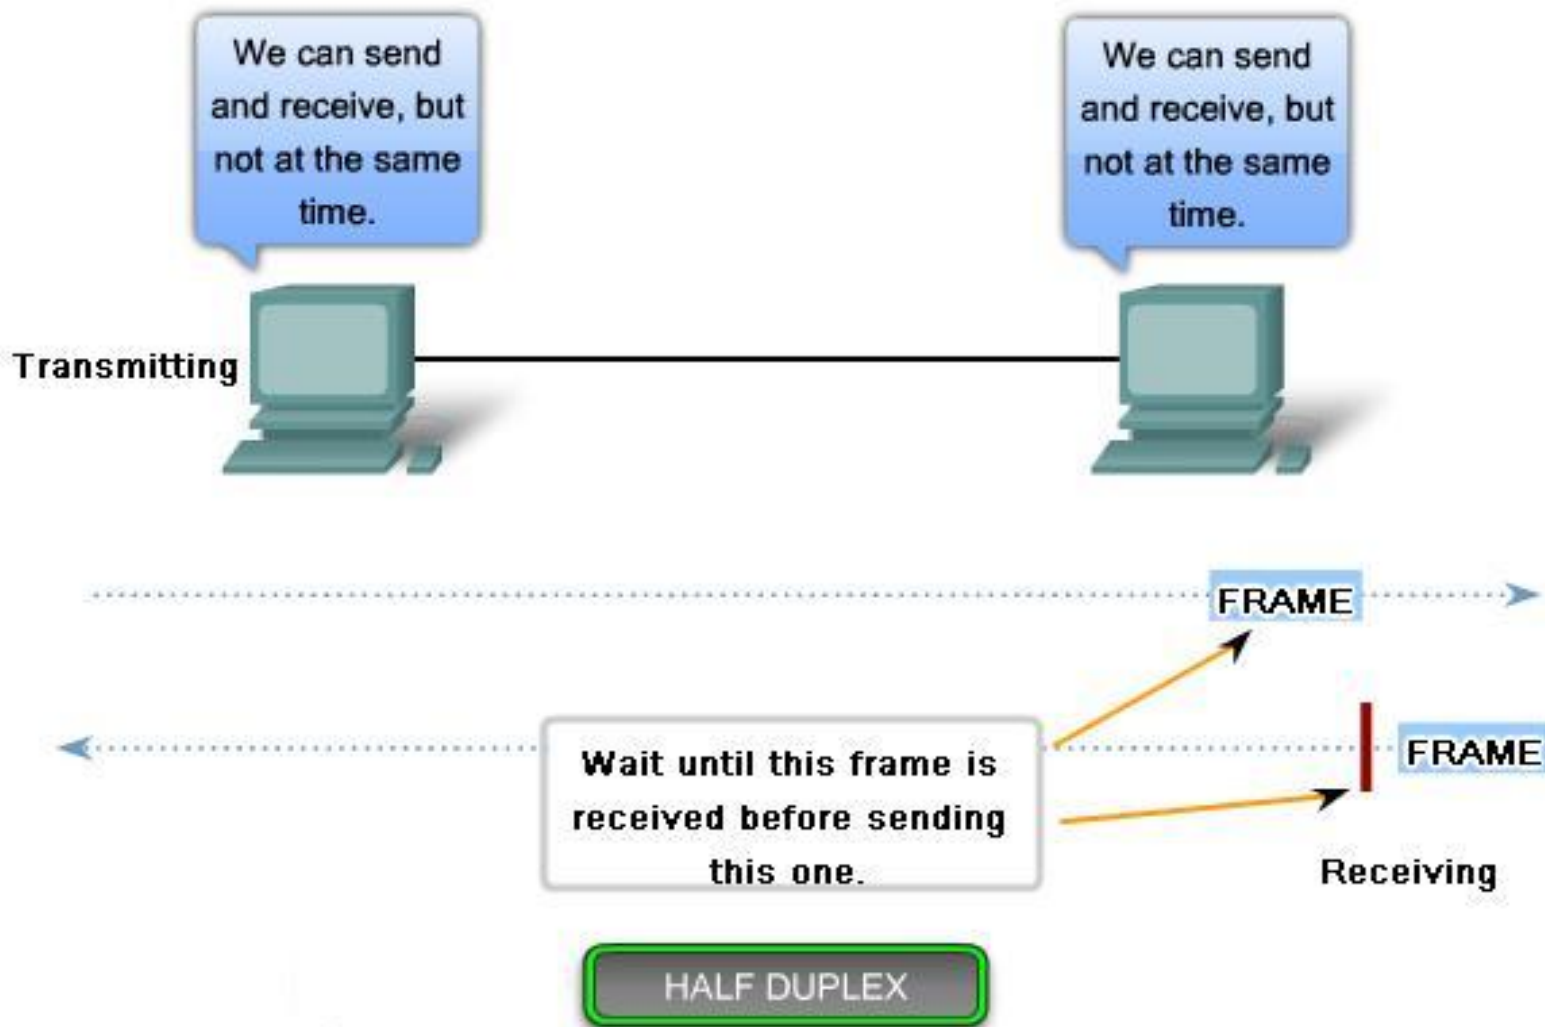 We can send
and receive, but
not at the same
time.
We can send
and receive, but
not at the same
time.
Transmitting
FRAME
FRAME
Wait until this frame is
received before sending
this one.
Receiving
HALF DUPLEX